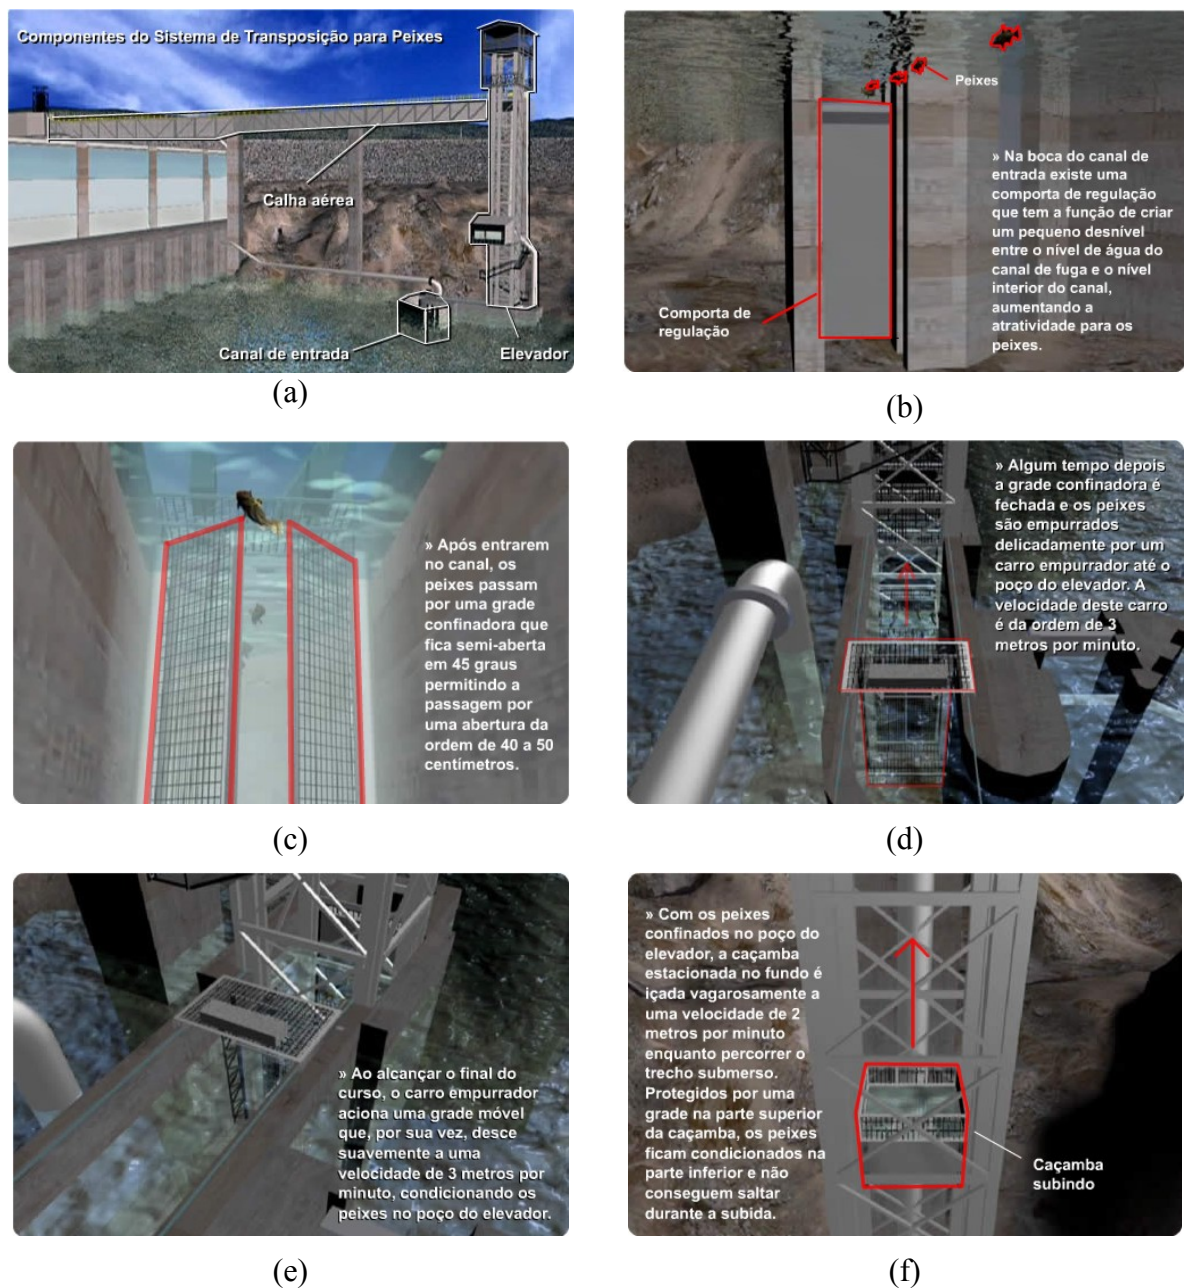 Componentes do Sistema de Transposição para Peixes
Calha aérea
Canal de entrada
Elevador
(a)
Peixes
» Na boca do canal de
entrada existe uma
comporta de regulação
que tem a função de criar
um pequeno desnível
entre o nível de água do
canal de fuga e o nível
interior do canal,
aumentando a
atratividade para os
peixes.
Comporta de
regulação
(b)
» Após entrarem
no canal, os
peixes passam
por uma grade
confinadora que
fica semi-aberta
em 45 graus
permitindo a
passagem por
uma abertura da
ordem de 40 a 50
centímetros.
(c)
» Algum tempo depois
a grade confinadora é
fechada e os peixes
são empurrados
delicadamente por um
carro empurrador até o
poço do elevador. A
velocidade deste carro
é da ordem de 3
metros por minuto.
(d)
» Ao alcançar o final do
curso, o carro empurrador
aciona uma grade móvel
que, por sua vez, desce
suavemente a uma
velocidade de 3 metros por
minuto, condicionando os
peixes no poço do elevador.
(e)
» Com os peixes
confinados no poço do
elevador, a caçamba
estacionada no fundo é
içada vagarosamente a
uma velocidade de 2
metros por minuto
enquanto percorrer o
trecho submerso.
Protegidos por uma
grade na parte superior
da caçamba, os peixes
ficam condicionados na
parte inferior e não
conseguem saltar
durante a subida.
Caçamba
subindo
(f)